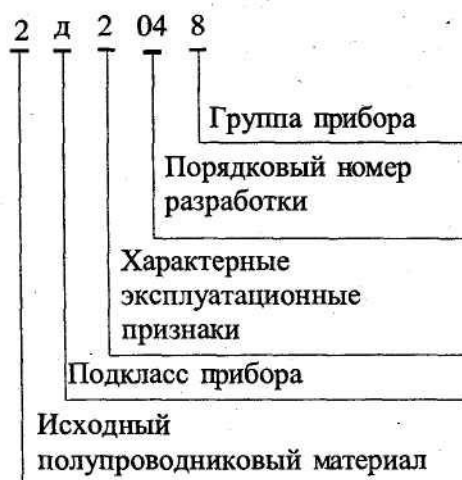 2 д 2 04 8
Группа прибора
Порядковый номер
разработки
Характерные
эксплуатационные
признаки
Подкласс прибора
Исходный
полупроводниковый материал